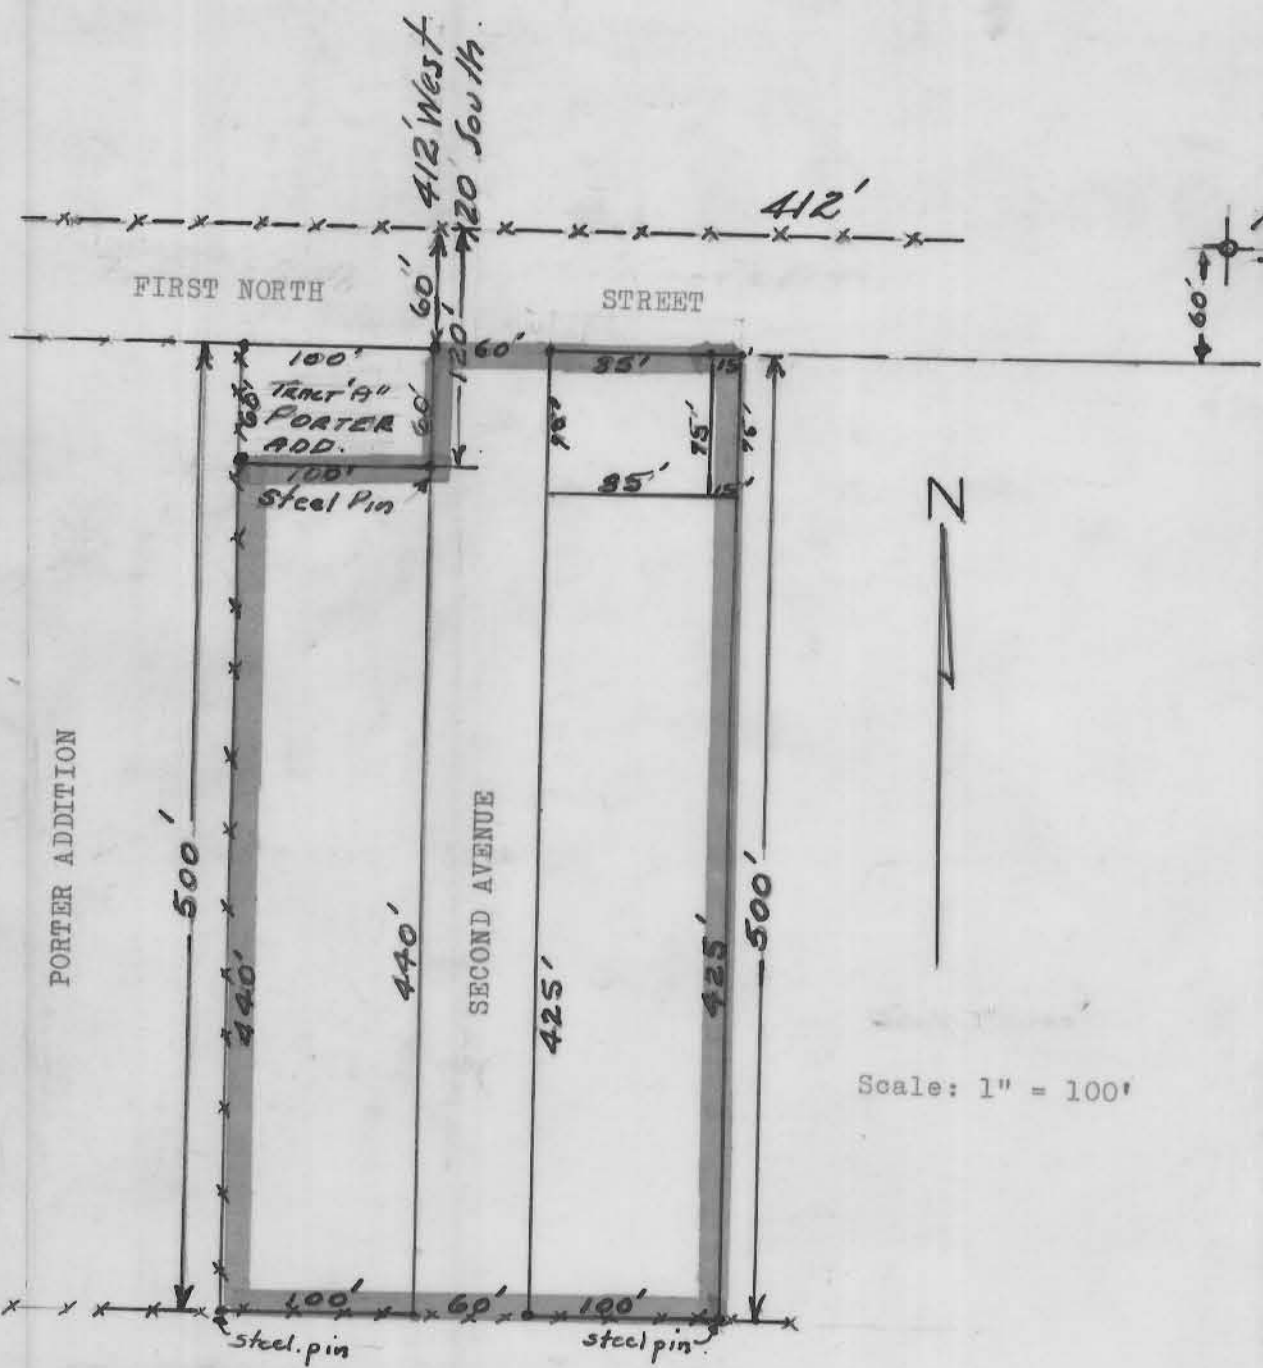 412' West
120' South.
412'
FIRST NORTH
STREET
60''
60'
120'
100'
60'
85'
15'
TRACT "A"
PORTER
ADD.
60'
60'
75'
100'
Steel Pin
85'
15'
N
PORTER ADDITION
500'
440'
440'
SECOND AVENUE
425'
425'
500'
Scale: 1" = 100'
100'
60'
100'
steel.pin
steel pin.